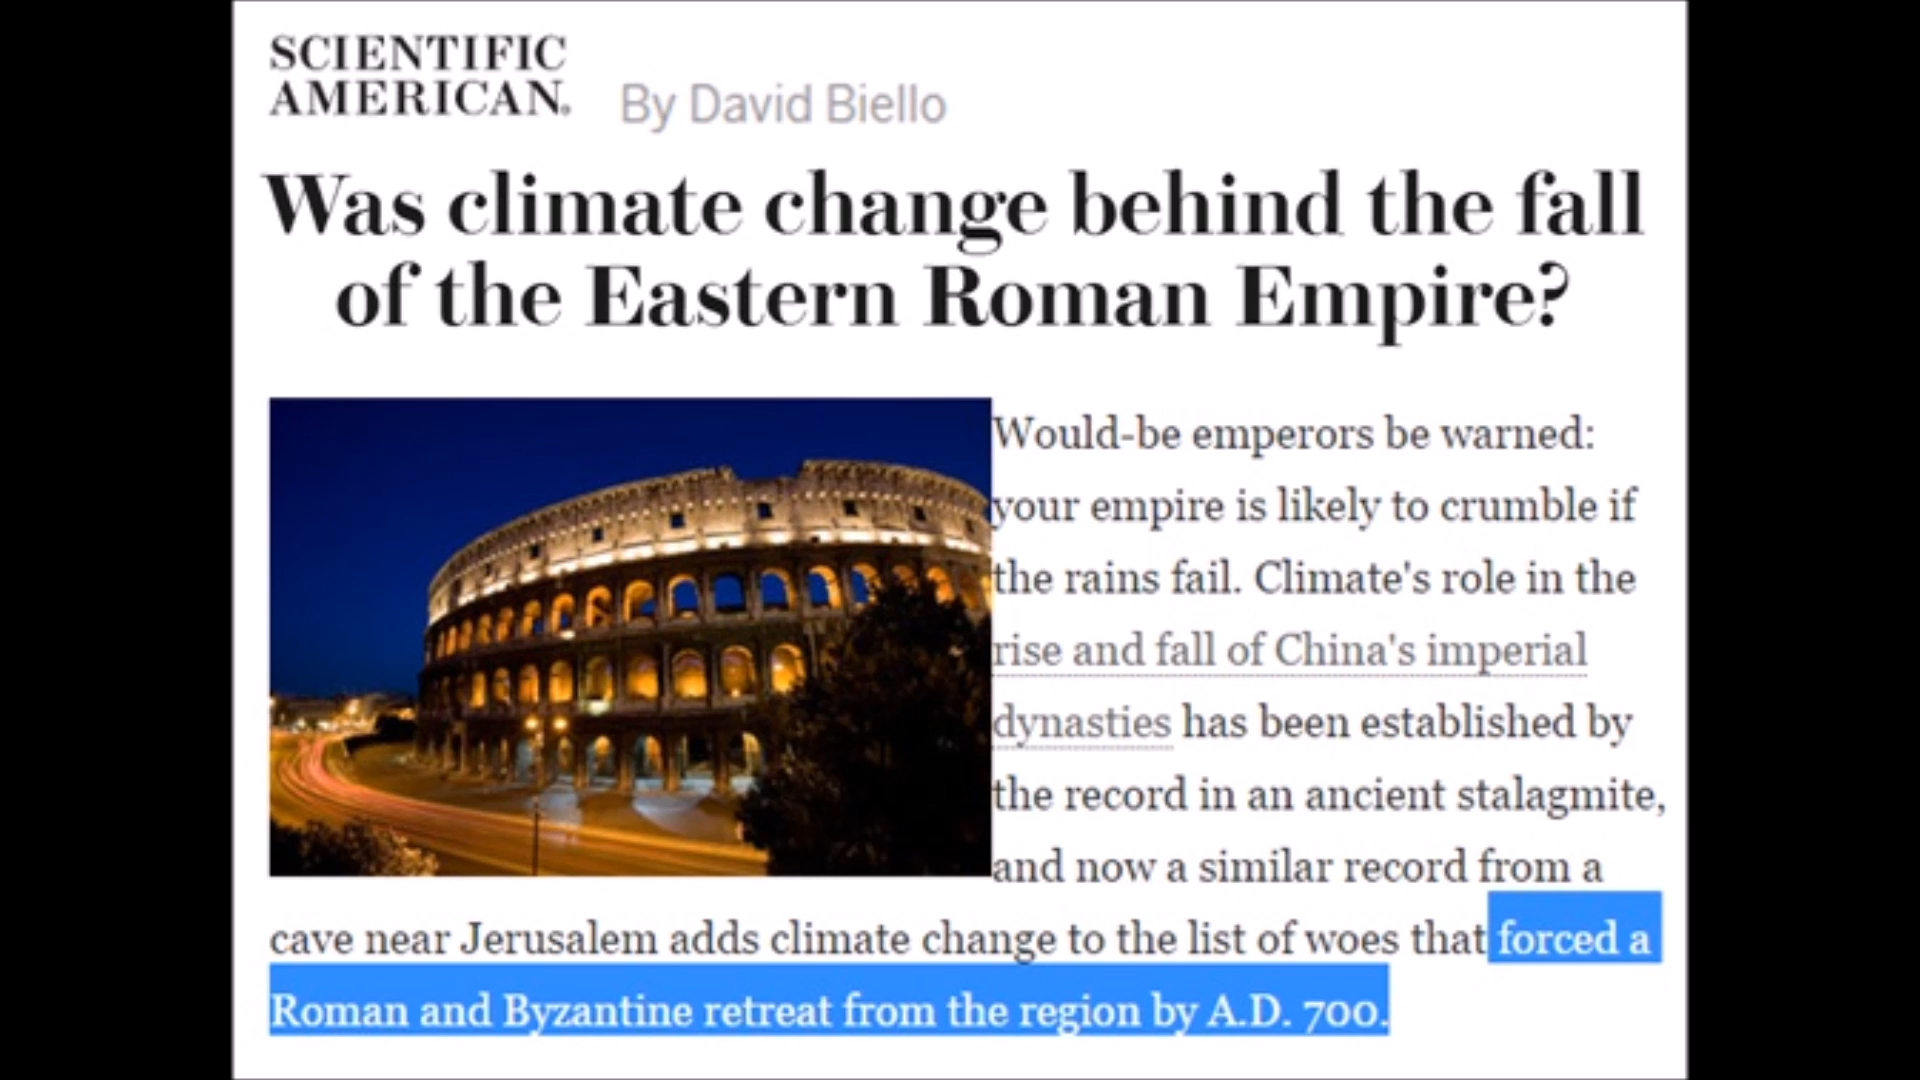 SCIENTIFIC
AMERICAN®
By David Biello
Was climate change behind the fall
of the Eastern Roman Empire?
Would-be emperors be warned:
your empire is likely to crumble if
the rains fail. Climate's role in the
rise and fall of China's imperial
dynasties has been established by
the record in an ancient stalagmite,
and now a similar record from a
cave near Jerusalem adds climate change to the list of woes that forced a
Roman and Byzantine retreat from the region by A.D. 700.